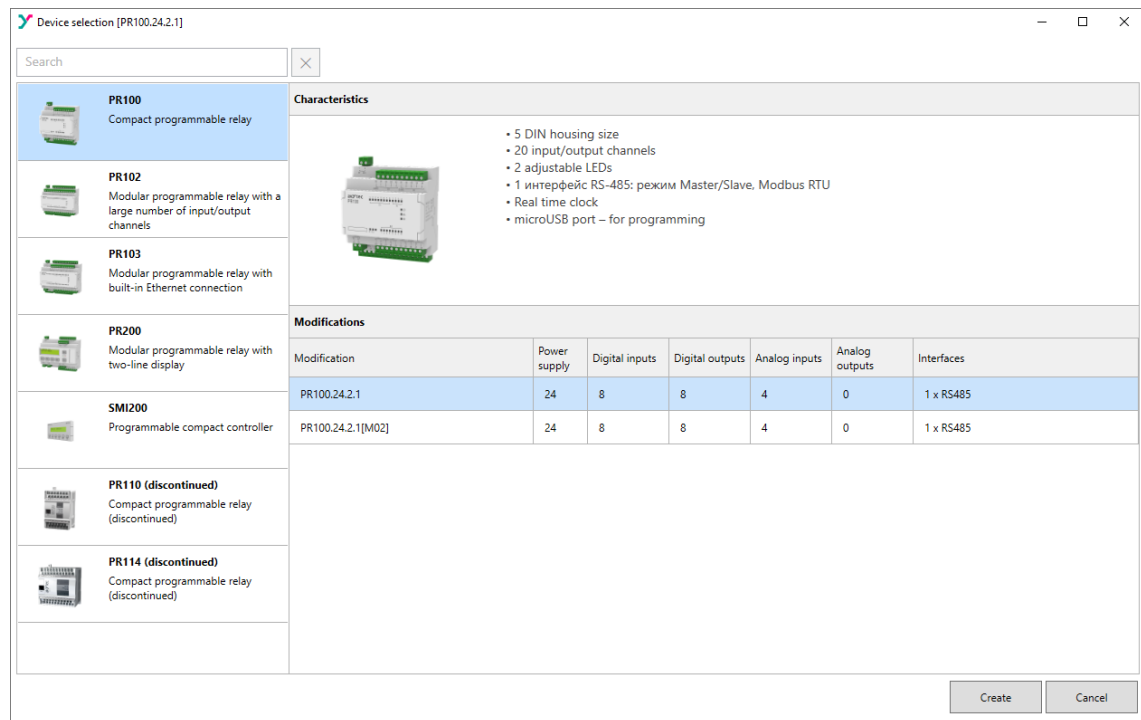 Device selection [PR100.24.2.1]
Search
PR100
Compact programmable relay
PR102
Modular programmable relay with a
large number of input/output
channels
PR103
Modular programmable relay with
built-in Ethernet connection
PR200
Modular programmable relay with
two-line display
SMI200
Programmable compact controller
PR110 (discontinued)
Compact programmable relay
(discontinued)
PR114 (discontinued)
Compact programmable relay
(discontinued)
Characteristics
• 5 DIN housing size
• 20 input/output channels
• 2 adjustable LEDs
• 1 интерфейс RS-485: режим Master/Slave, Modbus RTU
• Real time clock
• microUSB port – for programming
Modifications
Modification Power supply Digital inputs Digital outputs Analog inputs Analog outputs Interfaces
PR100.24.2.1 24 8 8 4 0 1 x RS485
PR100.24.2.1[M02] 24 8 8 4 0 1 x RS485
Create Cancel